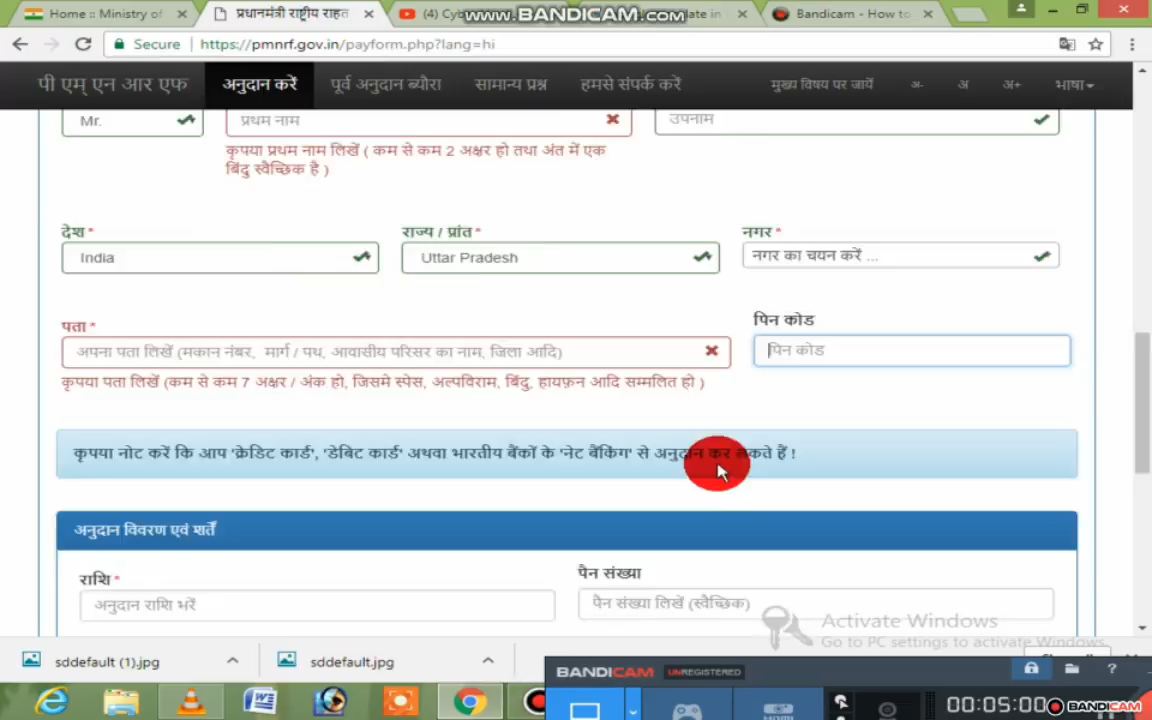 Home :: Ministry of
प्रधानमंत्री राष्ट्रीय राहत
(4) Cyb
www.BANDICAM.com
late in
Bandicam - How to
Secure
https://pmnrf.gov.in/payform.php?lang=hi
पी एम् एन आर एफ
अनुदान करें
पूर्व अनुदान ब्यौरा
सामान्य प्रश्न
हमसे संपर्क करें
मुख्य विषय पर जायें
अ-
अ
अ+
भाषा
Mr.
प्रथम नाम
उपनाम
कृपया प्रथम नाम लिखें ( कम से कम 2 अक्षर हो तथा अंत में एक
बिंदु स्वैच्छिक है )
देश *
राज्य / प्रांत *
नगर *
India
Uttar Pradesh
नगर का चयन करें ...
पता *
पिन कोड
अपना पता लिखें (मकान नंबर, मार्ग / पथ, आवासीय परिसर का नाम, जिला आदि)
पिन कोड
कृपया पता लिखें (कम से कम 7 अक्षर / अंक हो, जिसमे स्पेस, अल्पविराम, बिंदु, हायफ़न आदि सम्मलित हो )
कृपया नोट करें कि आप 'क्रेडिट कार्ड', 'डेबिट कार्ड' अथवा भारतीय बैंकों के 'नेट बैंकिंग' से अनुदान कर सकते हैं !
अनुदान विवरण एवं शर्तें
राशि *
पैन संख्या
अनुदान राशि भरें
पैन संख्या लिखें (स्वैच्छिक)
Activate Windows
Go to PC settings to activate Windows.
sddefault (1).jpg
sddefault.jpg
BANDICAM
UNREGISTERED
00:05:00
BANDICAM